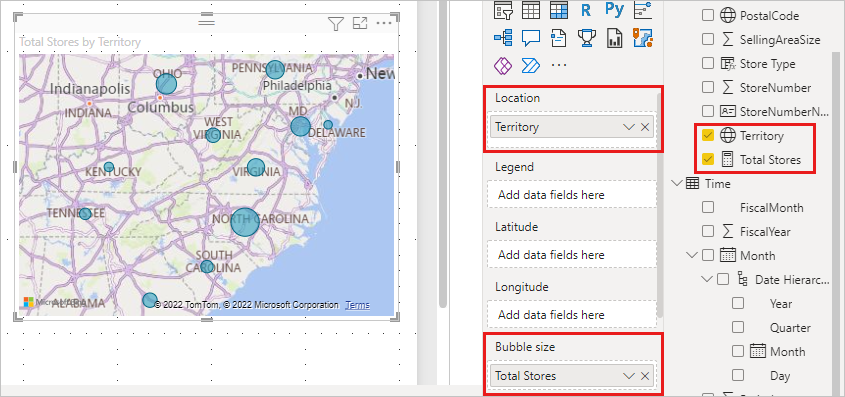 Total Stores by Territory
OHIO
PENNSYLVANIA
New
Indianapolis
Philadelphia
INDIANA
Columbus
N.J.
MD
WEST
VIRGINIA
DELAWARE
KENTUCKY
VIRGINIA
TENNESSEE
NORTH CAROLINA
SOUTH
CAROLINA
ALABAMA
Microsoft
© 2022 TomTom, © 2022 Microsoft Corporation Terms
R
Py
Location
Territory
Legend
Add data fields here
Latitude
Add data fields here
Longitude
Add data fields here
Bubble size
Total Stores
PostalCode
SellingAreaSize
Store Type
StoreNumber
StoreNumberN...
Territory
Total Stores
Time
FiscalMonth
FiscalYear
Month
Date Hierarc...
Year
Quarter
Month
Day